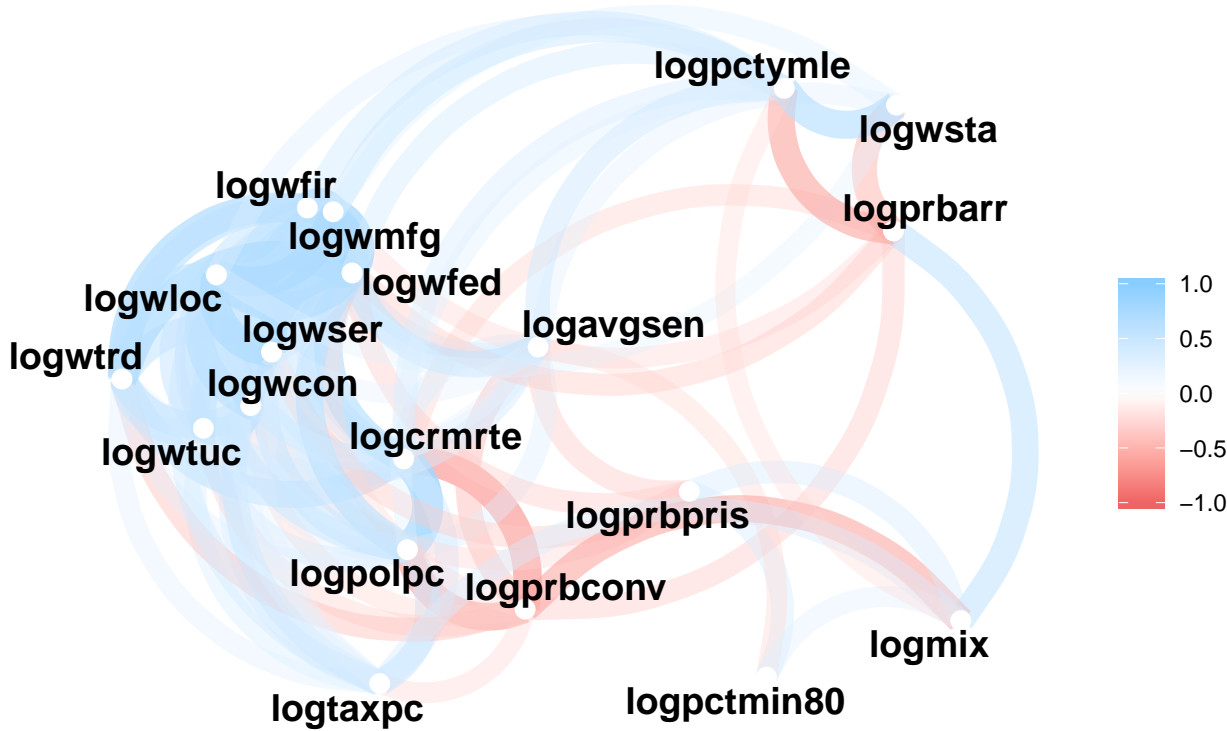 logpctymle
logwsta
logwfir
logprbarr
logwmfg
logwfed
logwloc
logwser
logavgsen
logwtrd
logwcon
logcrmrte
logwtuc
logprbpris
logpolpc
logprbconv
logmix
logtaxpc
logpctmin80
1.0
0.5
0.0
−0.5
−1.0